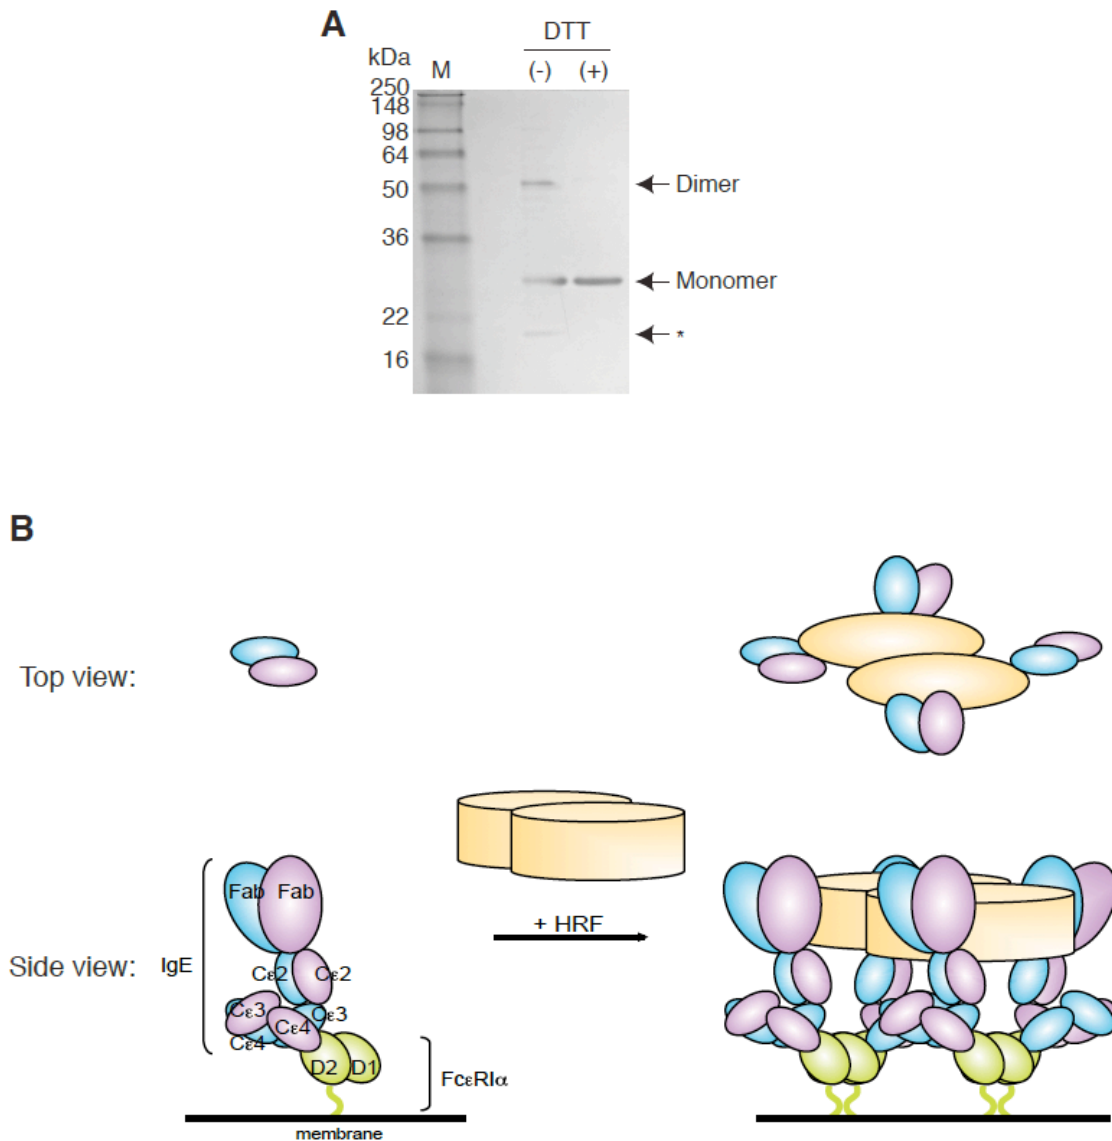 A
DTT
kDa
M
(-) (+)
250
148
98
64
50
36
22
16
Dimer
Monomer
*
B
Top view:
Side view:
IgE
Fab Fab
Cε2 Cε2
Cε3 Cε3
Cε4 Cε4
D2 D1
FcεRIα
membrane
+ HRF